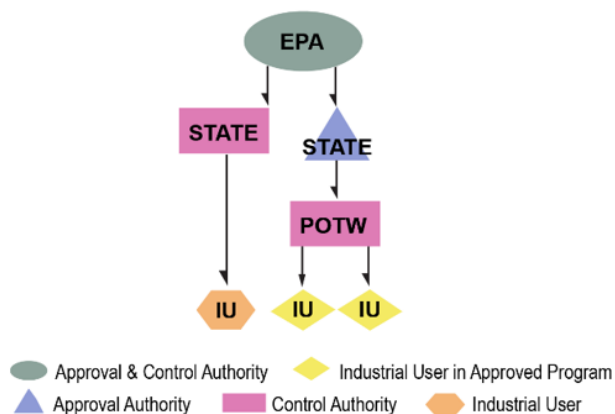 EPA
STATE
STATE
POTW
IU
IU
IU
Approval & Control Authority
Industrial User in Approved Program
Approval Authority
Control Authority
Industrial User